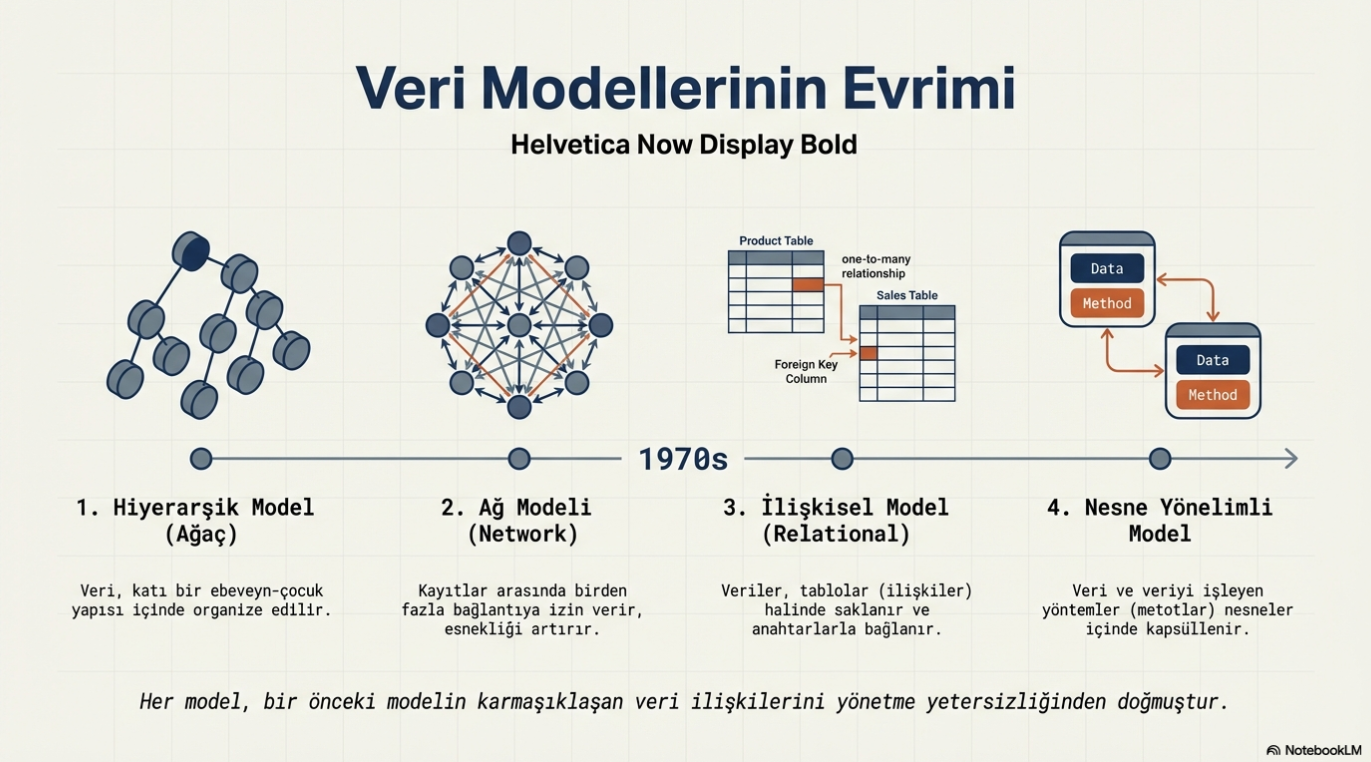 Veri Modellerinin Evrimi
Helvetica Now Display Bold
Product Table
one-to-many
relationship
Sales Table
Foreign Key
Column
Data
Method
Data
Method
1970s
1. Hiyerarşik Model
(Ağaç)
Veri, katı bir ebeveyn-çocuk
yapısı içinde organize edilir.
2. Ağ Modeli
(Network)
Kayıtlar arasında birden
fazla bağlantıya izin verir,
esnekliği artırır.
3. İlişkisel Model
(Relational)
Veriler, tablolar (ilişkiler)
halinde saklanır ve
anahtarlarla bağlanır.
4. Nesne Yönelimli
Model
Veri ve veriyi işleyen
yöntemler (metotlar) nesneler
içinde kapsüllenir.
Her model, bir önceki modelin karmaşıklaşan veri ilişkilerini yönetme yetersizliğinden doğmuştur.
NotebookLM